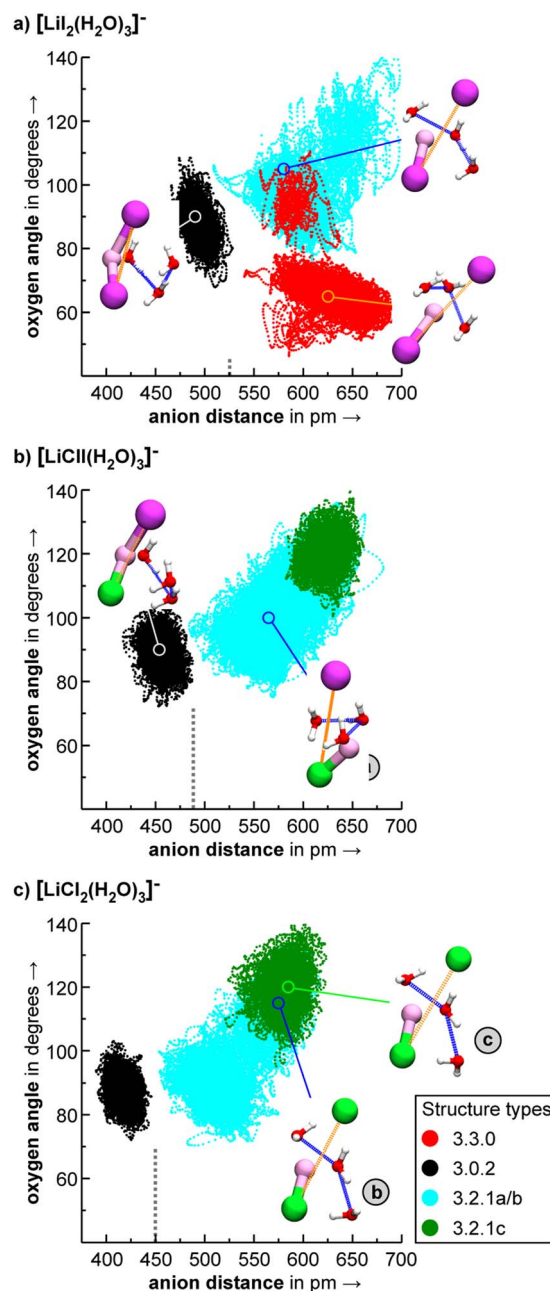 a) [LiI₂(H₂O)₃]⁻
oxygen angle in degrees →
140
120
100
80
60
400 450 500 550 600 650 700
anion distance in pm →
b) [LiClI(H₂O)₃]⁻
oxygen angle in degrees →
140
120
100
80
60
400 450 500 550 600 650 700
anion distance in pm →
c) [LiCl₂(H₂O)₃]⁻
oxygen angle in degrees →
140
120
100
80
60
c
b
400 450 500 550 600 650 700
anion distance in pm →
Structure types
3.3.0
3.0.2
3.2.1a/b
3.2.1c